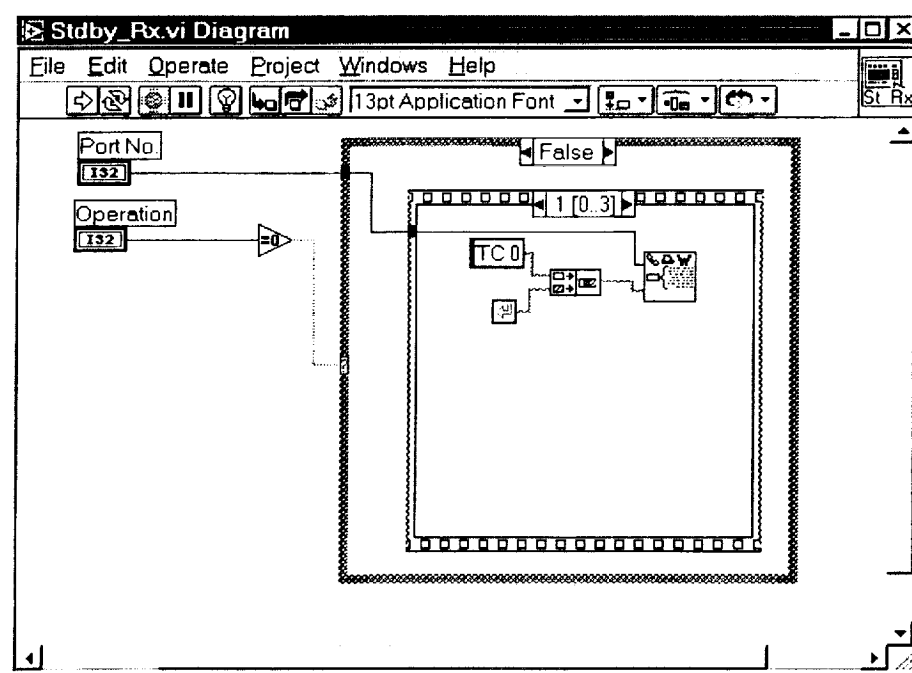 Stdby_Rx.vi Diagram
File Edit Operate Project Windows Help
13pt Application Font
St Rx
Port No.
I32
False
1 [0..3]
Operation
I32
=0
TC 0
W